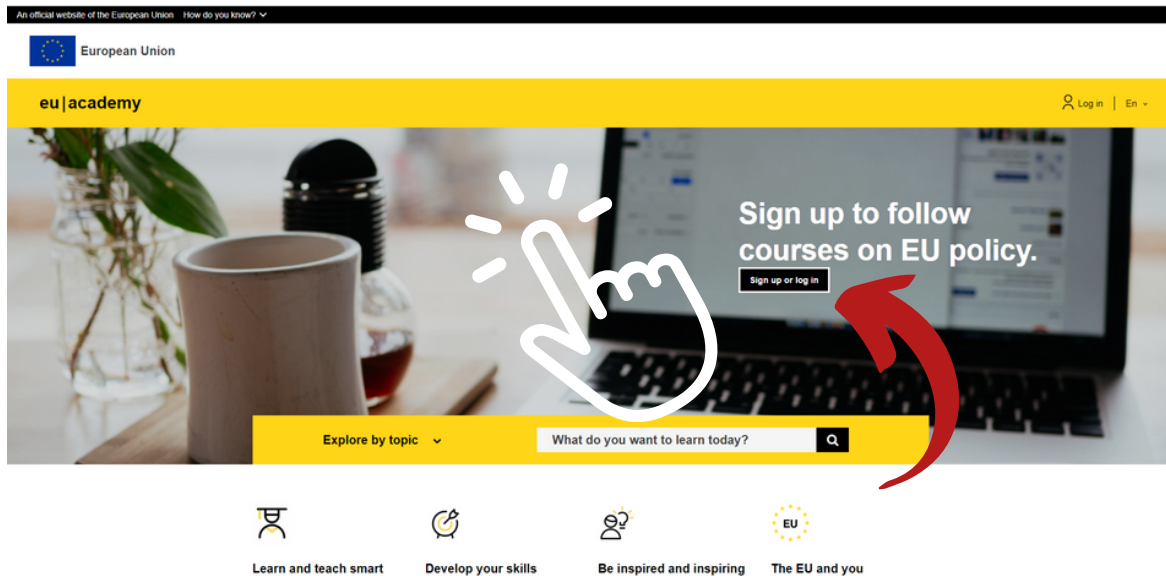 An official website of the European Union How do you know?
European Union
eu|academy
Log in | En
Sign up to follow
courses on EU policy.
Sign up or log in
Explore by topic
What do you want to learn today?
EU
Learn and teach smart
Develop your skills
Be inspired and inspiring
The EU and you